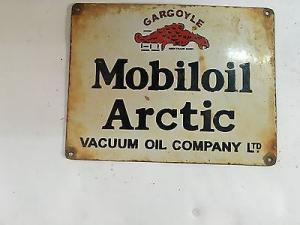 GARGOYLE
Mobiloil
Arctic
VACUUM OIL COMPANY LTD